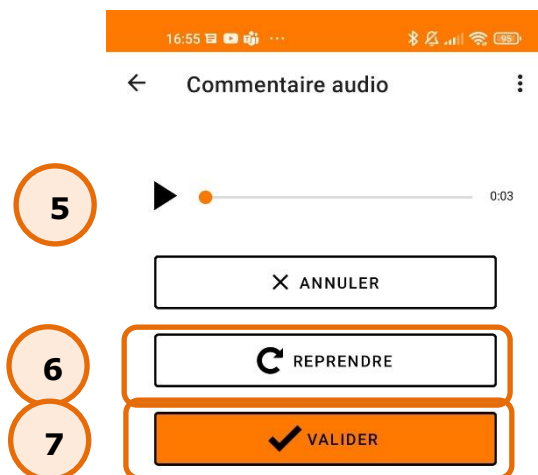 16:55 ...
95
Commentaire audio
5
0:03
ANNULER
6
REPRENDRE
7
VALIDER